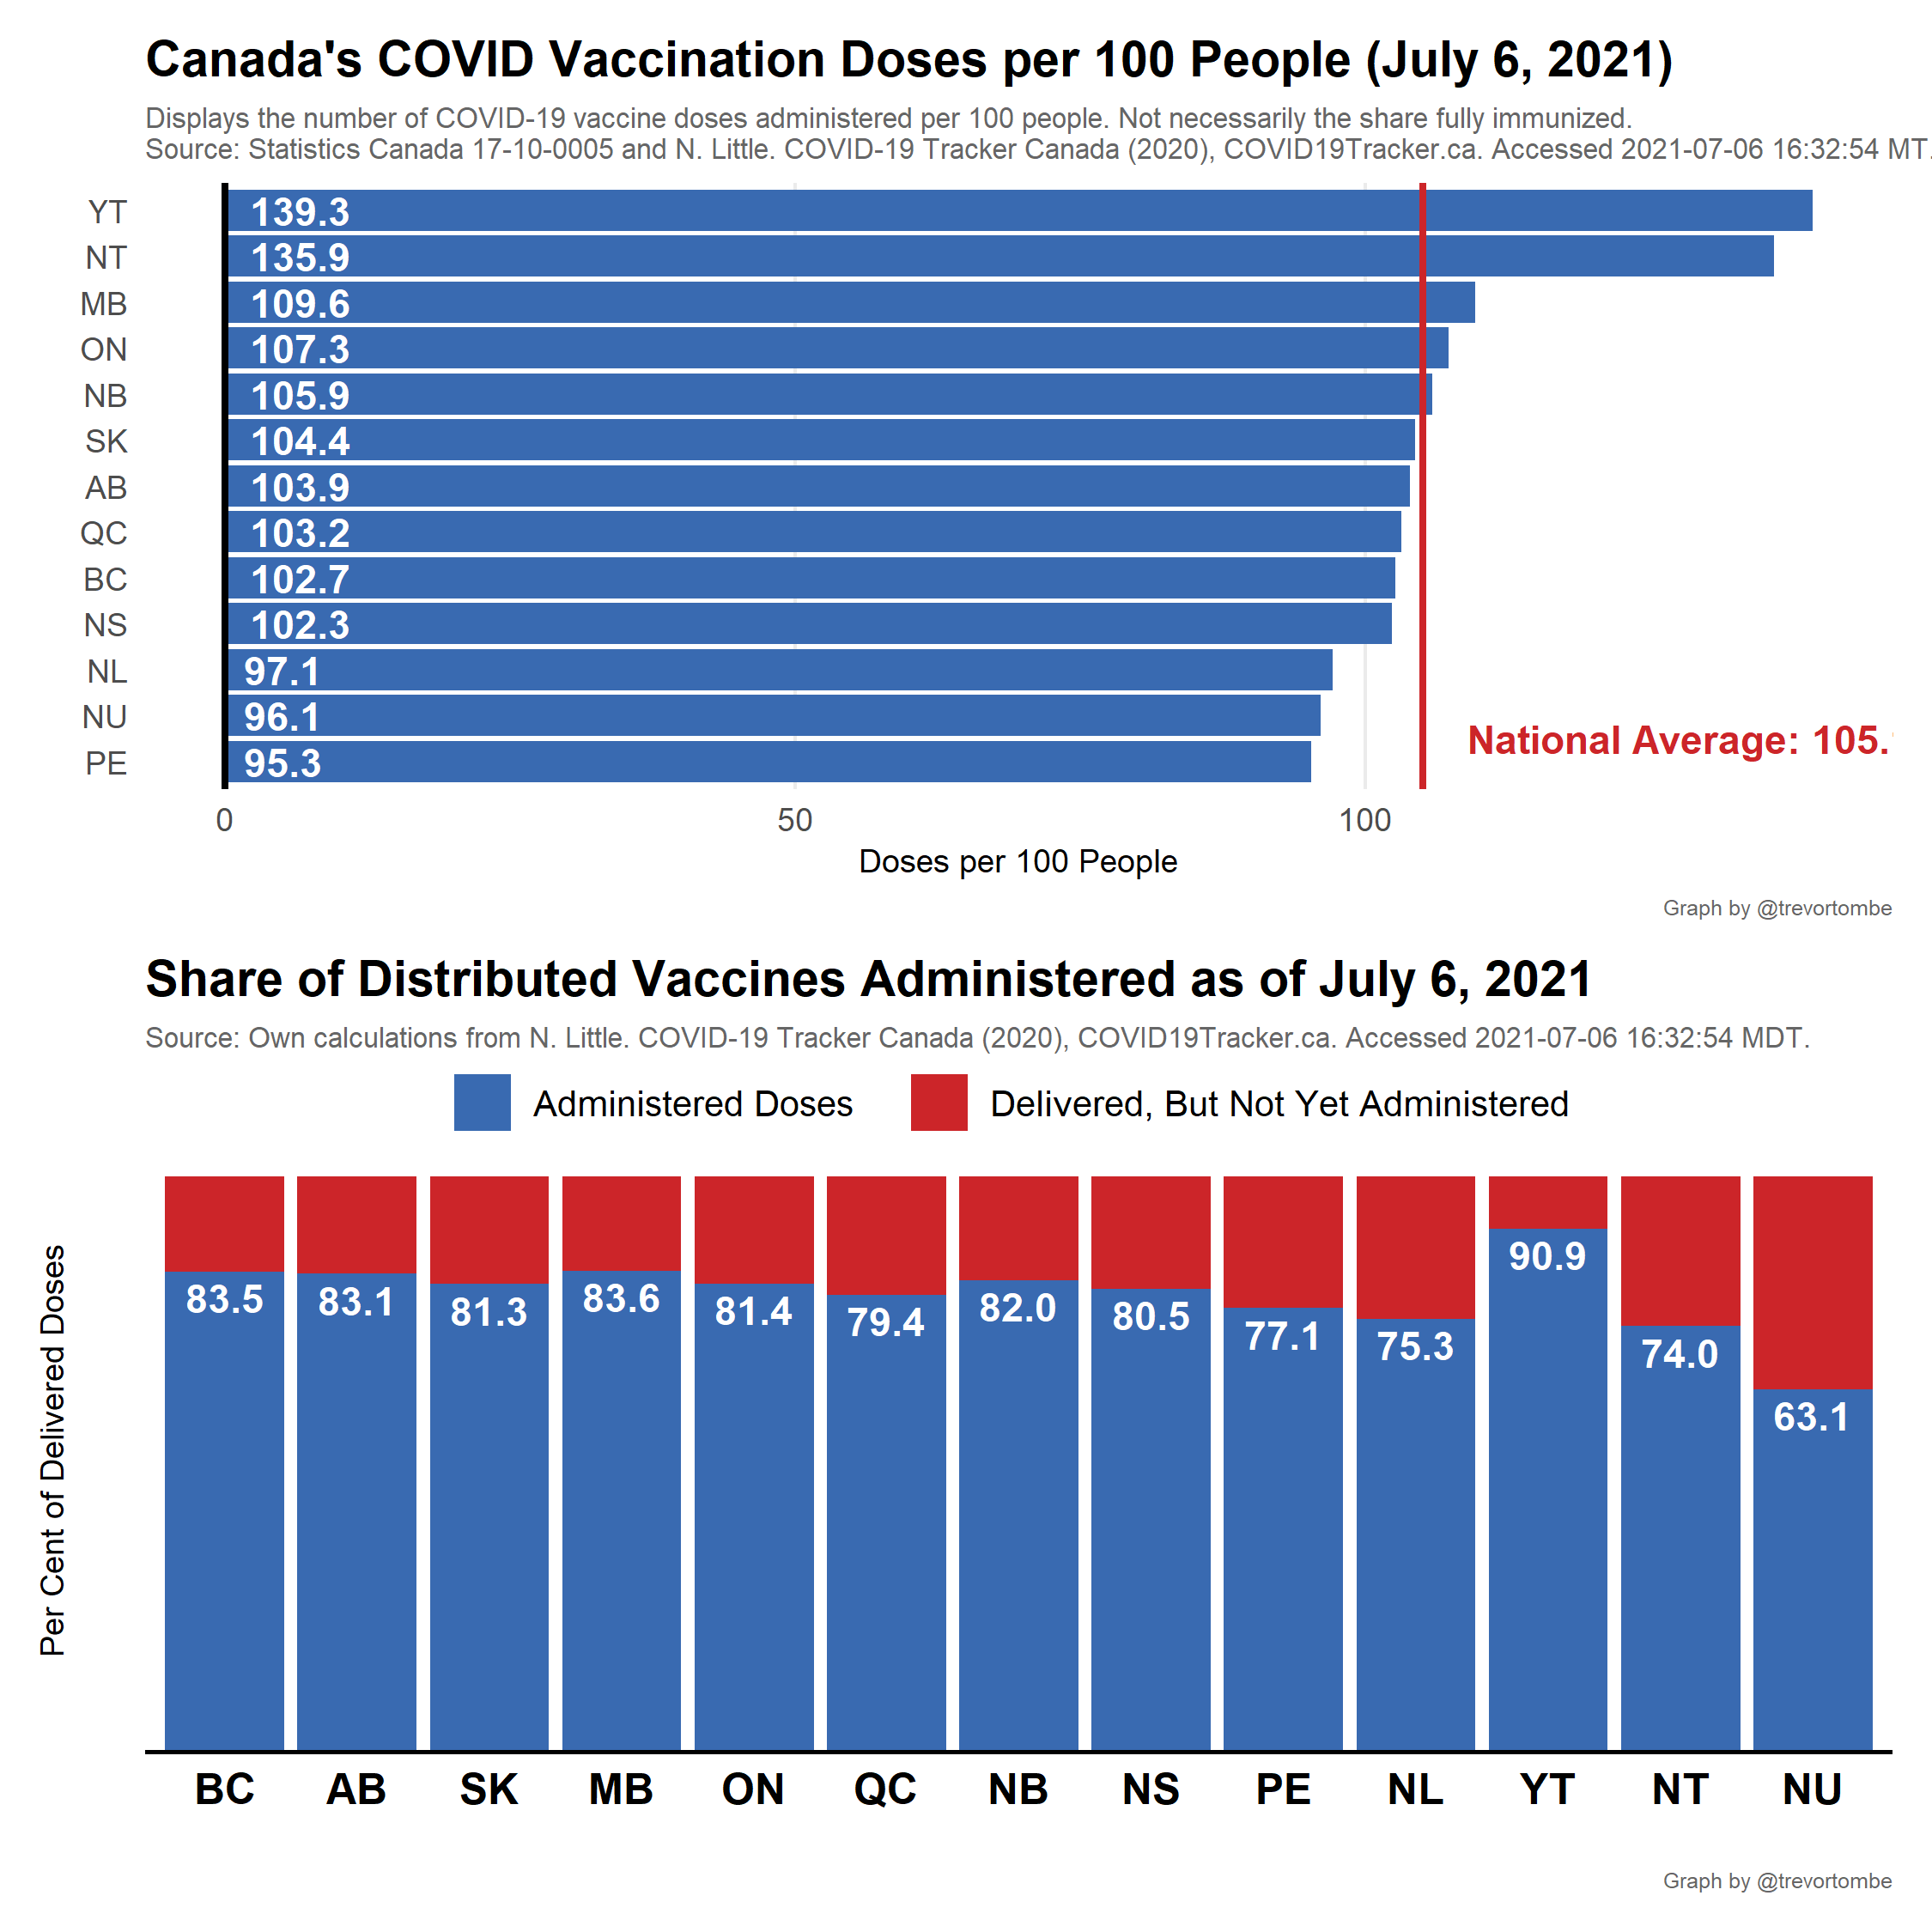 Canada's COVID Vaccination Doses per 100 People (July 6, 2021)
Displays the number of COVID-19 vaccine doses administered per 100 people. Not necessarily the share fully immunized.
Source: Statistics Canada 17-10-0005 and N. Little. COVID-19 Tracker Canada (2020), COVID19Tracker.ca. Accessed 2021-07-06 16:32:54 MT.
YT 139.3
NT 135.9
MB 109.6
ON 107.3
NB 105.9
SK 104.4
AB 103.9
QC 103.2
BC 102.7
NS 102.3
NL 97.1
NU 96.1
PE 95.3
National Average: 105.
0 50 100
Doses per 100 People
Graph by @trevortombe
Share of Distributed Vaccines Administered as of July 6, 2021
Source: Own calculations from N. Little. COVID-19 Tracker Canada (2020), COVID19Tracker.ca. Accessed 2021-07-06 16:32:54 MDT.
Administered Doses Delivered, But Not Yet Administered
Per Cent of Delivered Doses
83.5 83.1 81.3 83.6 81.4 79.4 82.0 80.5 77.1 75.3 90.9 74.0 63.1
BC AB SK MB ON QC NB NS PE NL YT NT NU
Graph by @trevortombe